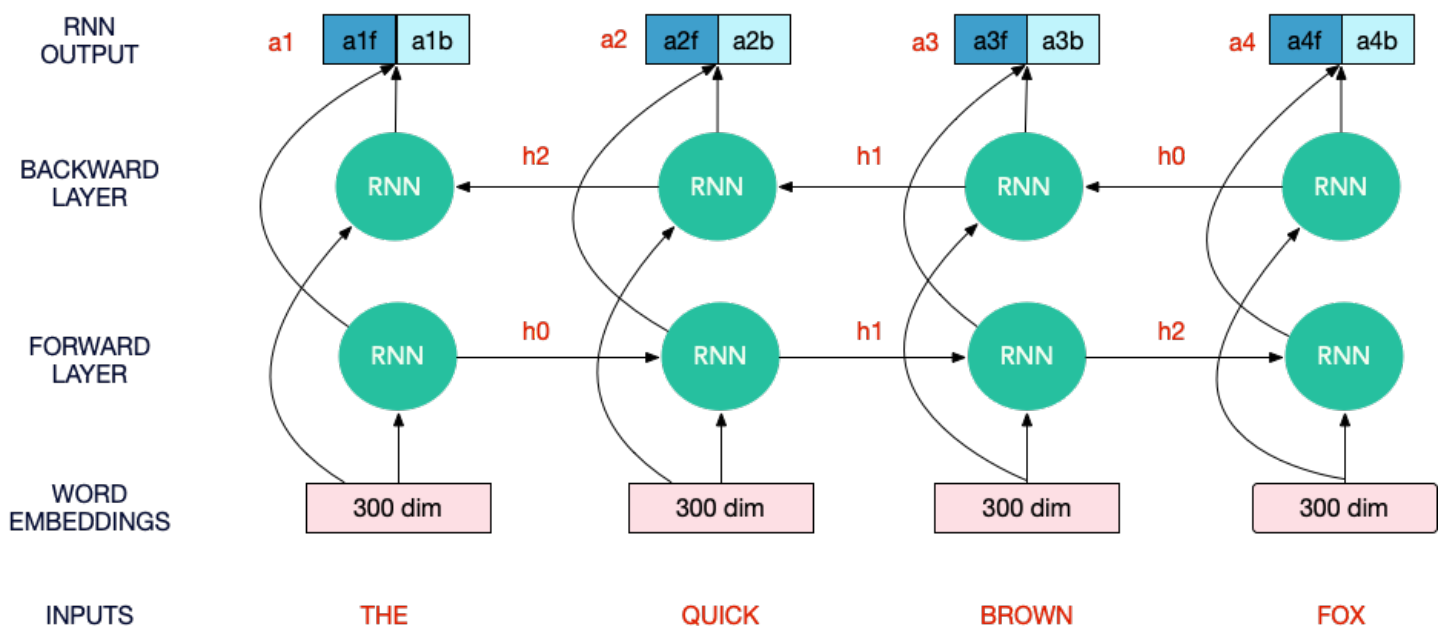 RNN
OUTPUT
a1 a1f a1b a2 a2f a2b a3 a3f a3b a4 a4f a4b
BACKWARD
LAYER
h2 h1 h0
RNN RNN RNN RNN
FORWARD
LAYER
h0 h1 h2
RNN RNN RNN RNN
WORD
EMBEDDINGS
300 dim 300 dim 300 dim 300 dim
INPUTS THE QUICK BROWN FOX